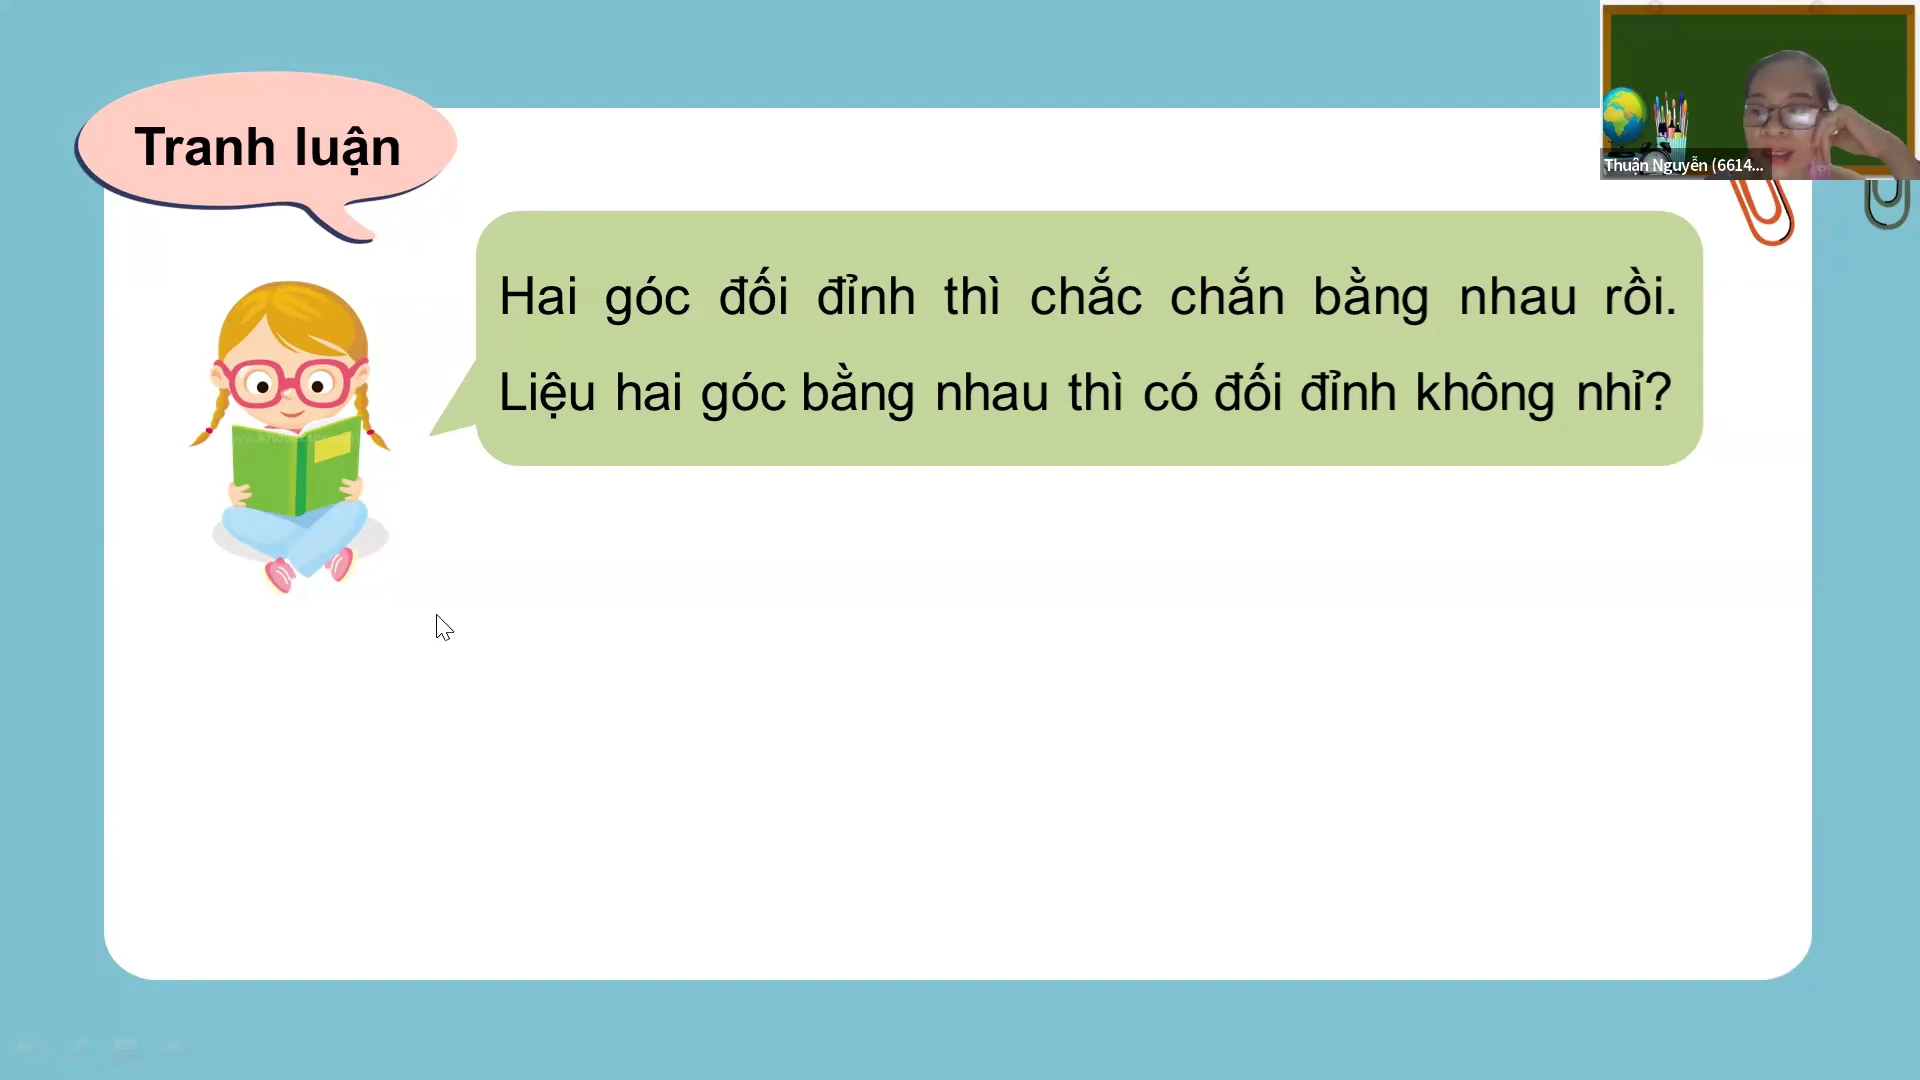 Tranh luận
Thuận Nguyễn (6614...
Hai góc đối đỉnh thì chắc chắn bằng nhau rồi.
Liệu hai góc bằng nhau thì có đối đỉnh không nhỉ?